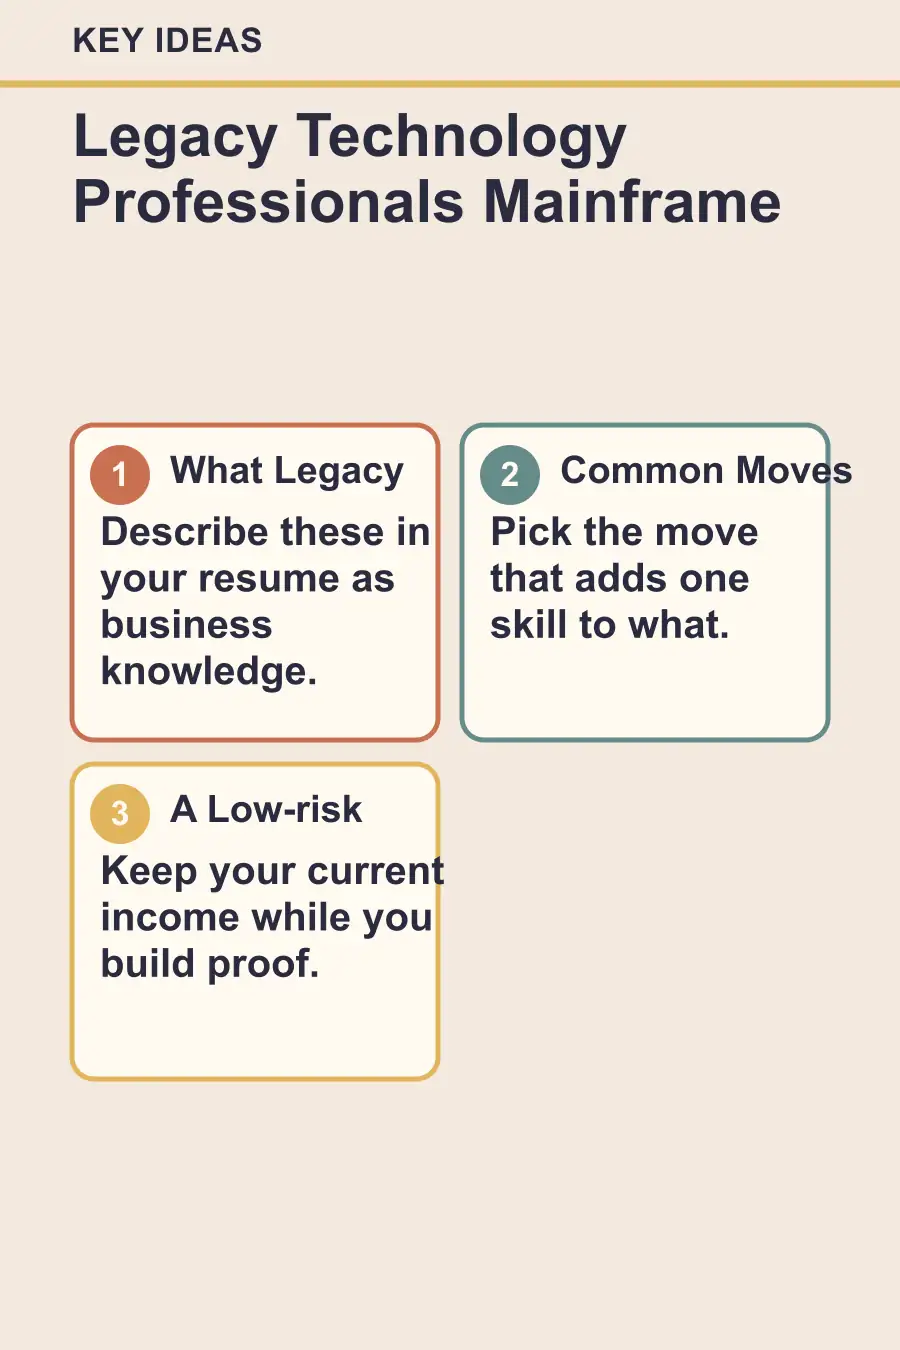 KEY IDEAS
Legacy Technology
Professionals Mainframe
1
What Legacy
Describe these in
your resume as
business
knowledge.
2
Common Moves
Pick the move
that adds one
skill to what.
3
A Low-risk
Keep your current
income while you
build proof.